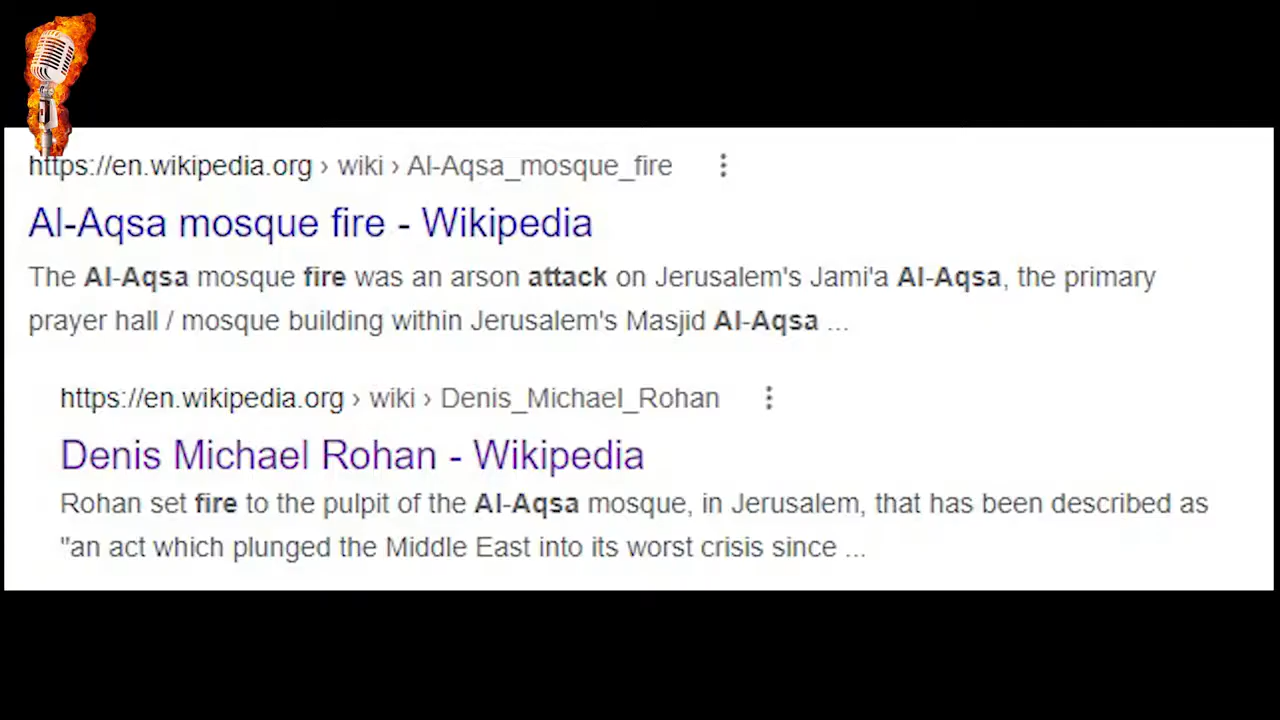 https://en.wikipedia.org › wiki › Al-Aqsa_mosque_fire
Al-Aqsa mosque fire - Wikipedia
The Al-Aqsa mosque fire was an arson attack on Jerusalem's Jami'a Al-Aqsa, the primary
prayer hall / mosque building within Jerusalem's Masjid Al-Aqsa ...
https://en.wikipedia.org › wiki › Denis_Michael_Rohan
Denis Michael Rohan - Wikipedia
Rohan set fire to the pulpit of the Al-Aqsa mosque, in Jerusalem, that has been described as
"an act which plunged the Middle East into its worst crisis since ...